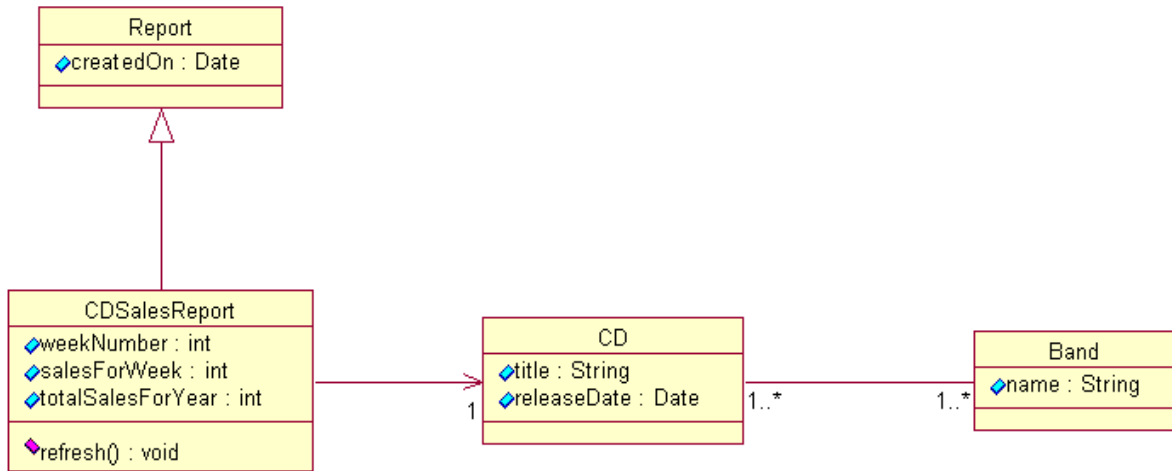 Report
createdOn : Date
CDSalesReport
weekNumber : int
salesForWeek : int
totalSalesForYear : int
refresh() : void
1
CD
title : String
releaseDate : Date
1..*
1..*
Band
name : String